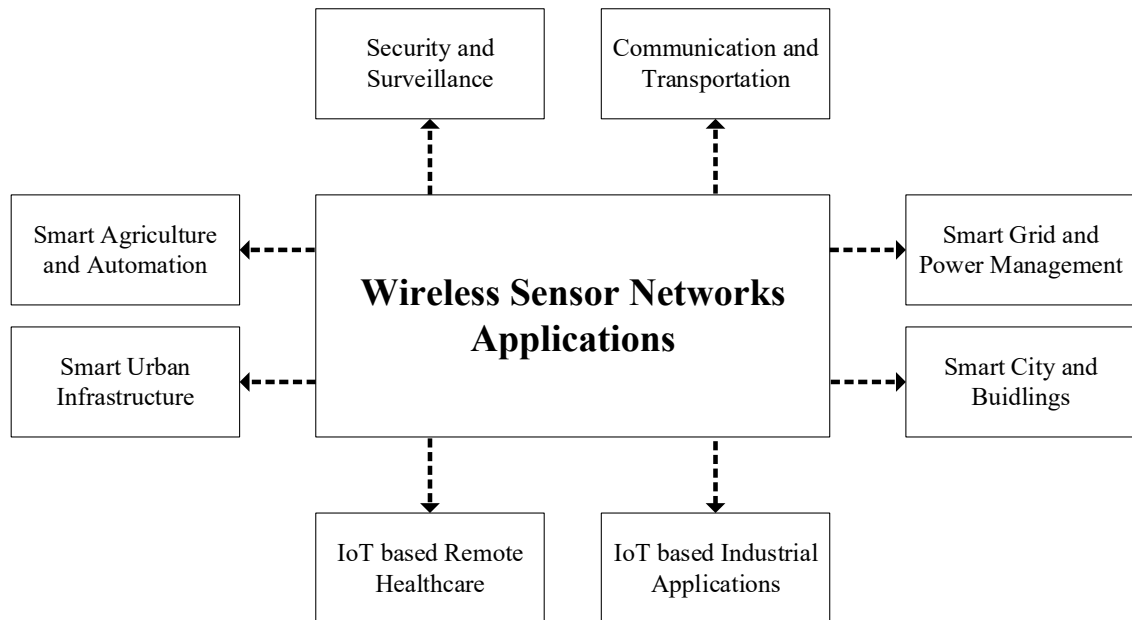 Security and
Surveillance
Communication and
Transportation
Smart Agriculture
and Automation
Wireless Sensor Networks
Applications
Smart Grid and
Power Management
Smart Urban
Infrastructure
Smart City and
Buidlings
IoT based Remote
Healthcare
IoT based Industrial
Applications